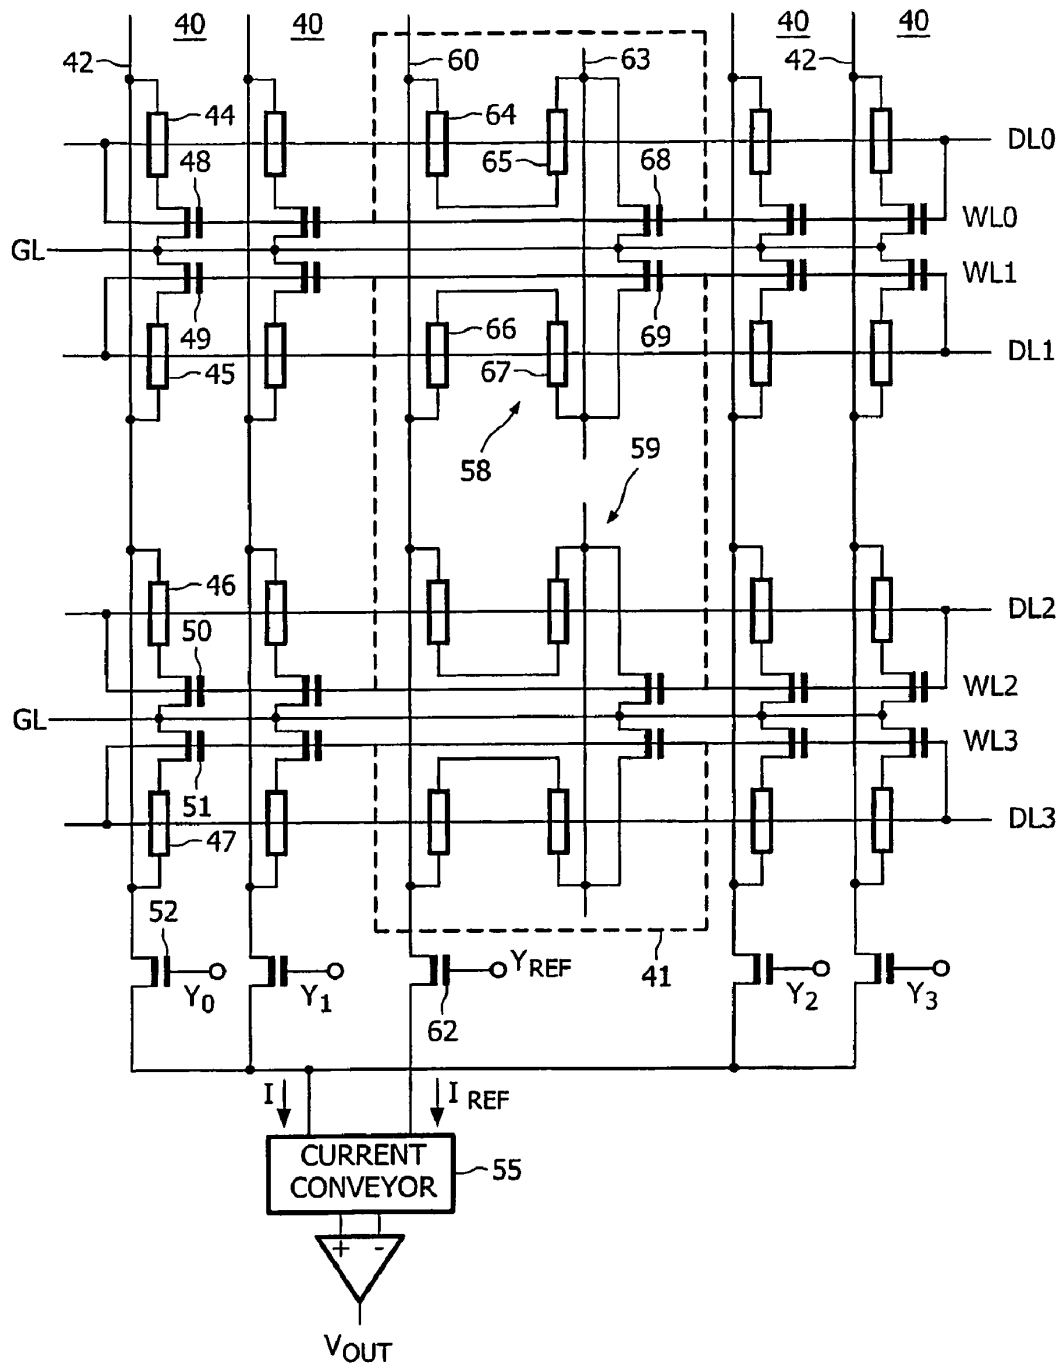 40 40 40 40
42 60 63 42
44 64
65
DL0
48 68
WL0
GL
WL1
49 66 69
45 67
DL1
58 59
46
DL2
50
WL2
GL
WL3
51
47
DL3
52
Y0 Y1 YREF 41 Y2 Y3
62
I I REF
CURRENT
CONVEYOR
55
+ -
VOUT